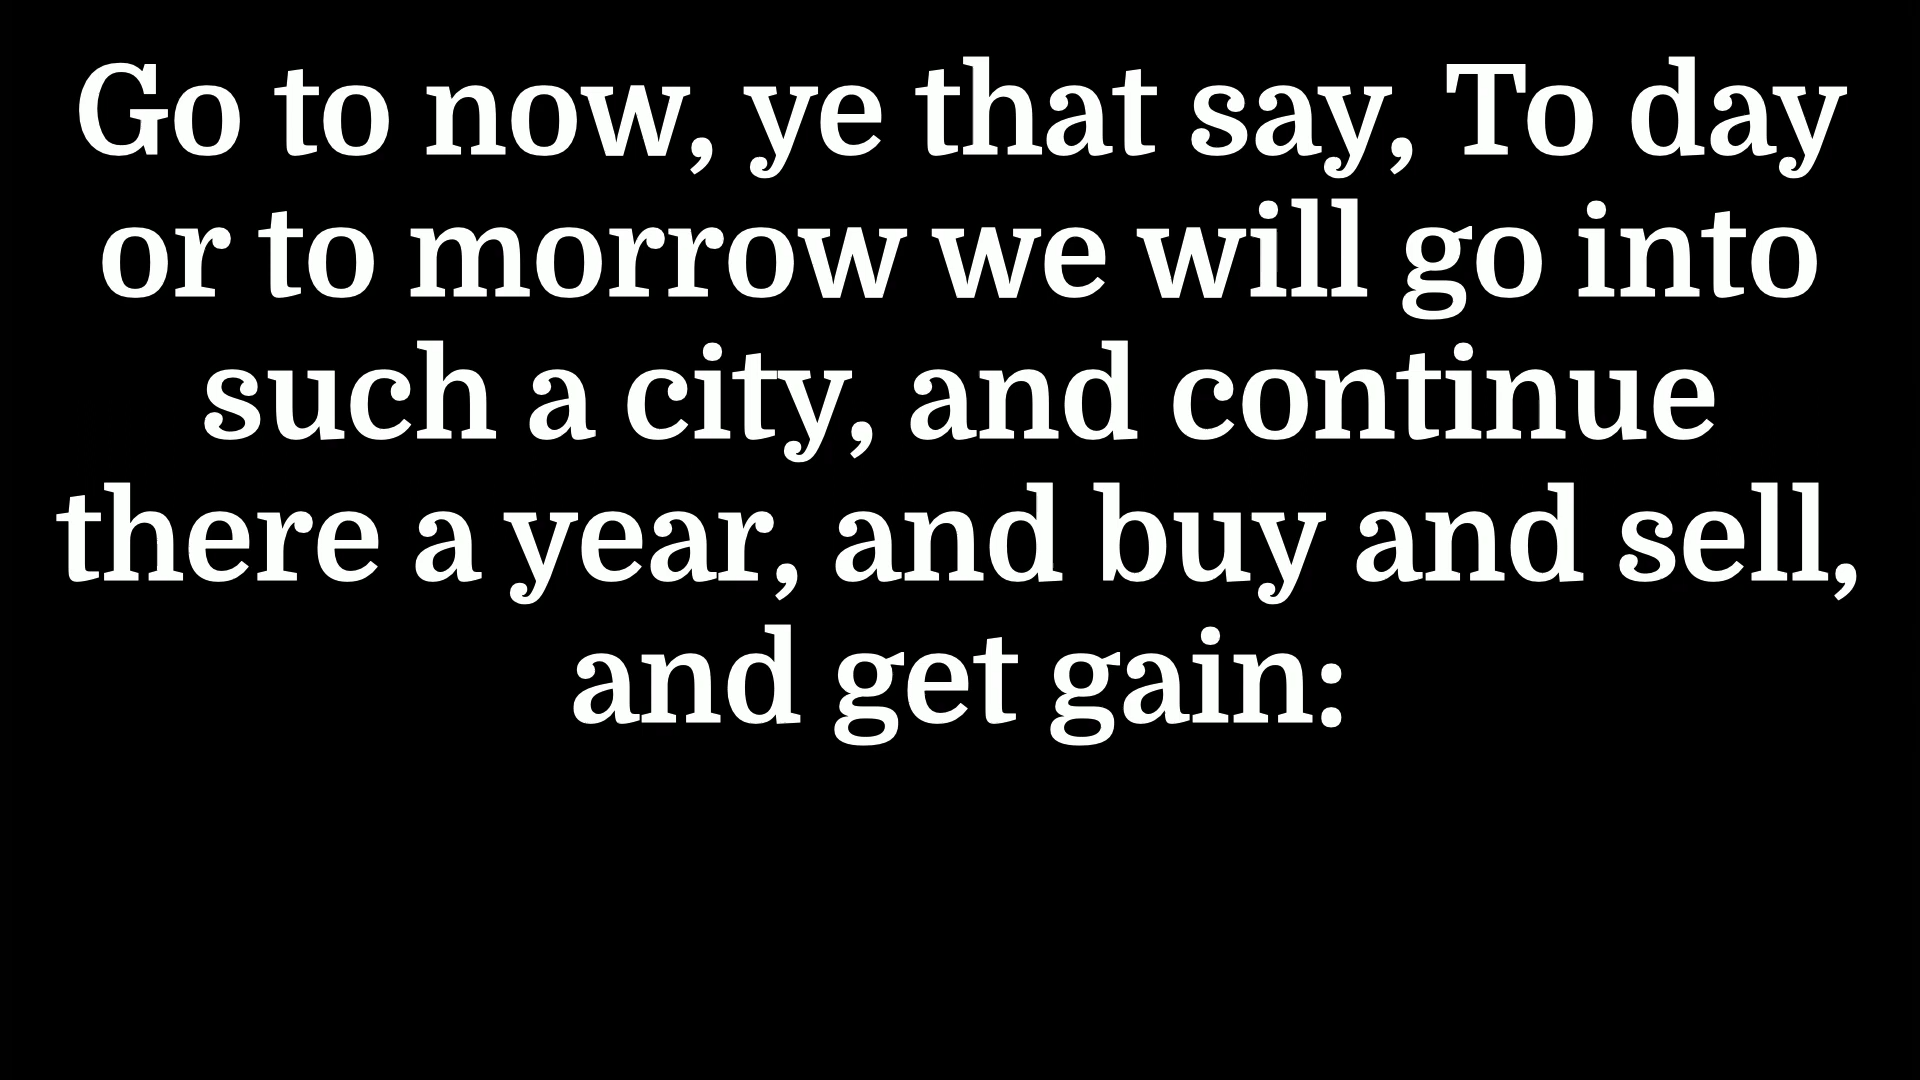 Go to now, ye that say, To day
or to morrow we will go into
such a city, and continue
there a year, and buy and sell,
and get gain: